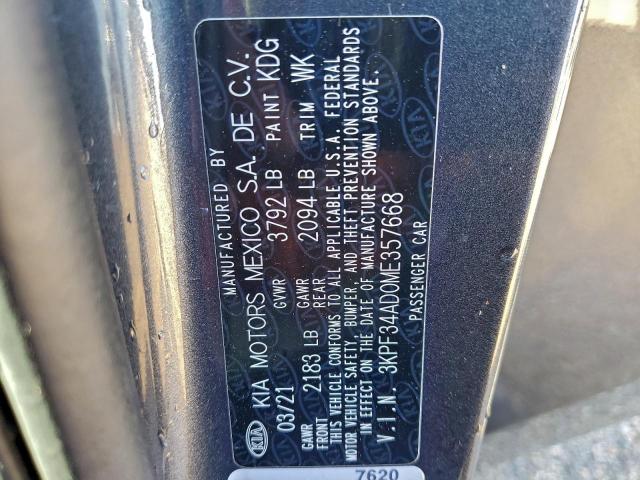 MANUFACTURED BY
KIA KIA MOTORS MEXICO S.A. DE C.V.
03/21 GVWR 3792 LB PAINT KDG
GAWR FRONT 2183 LB GAWR REAR 2094 LB TRIM WK
THIS VEHICLE CONFORMS TO ALL APPLICABLE U.S.A. FEDERAL
MOTOR VEHICLE SAFETY, BUMPER, AND THEFT PREVENTION STANDARDS
IN EFFECT ON THE DATE OF MANUFACTURE SHOWN ABOVE.
V.I.N. 3KPF34AD0ME357668
PASSENGER CAR
7620